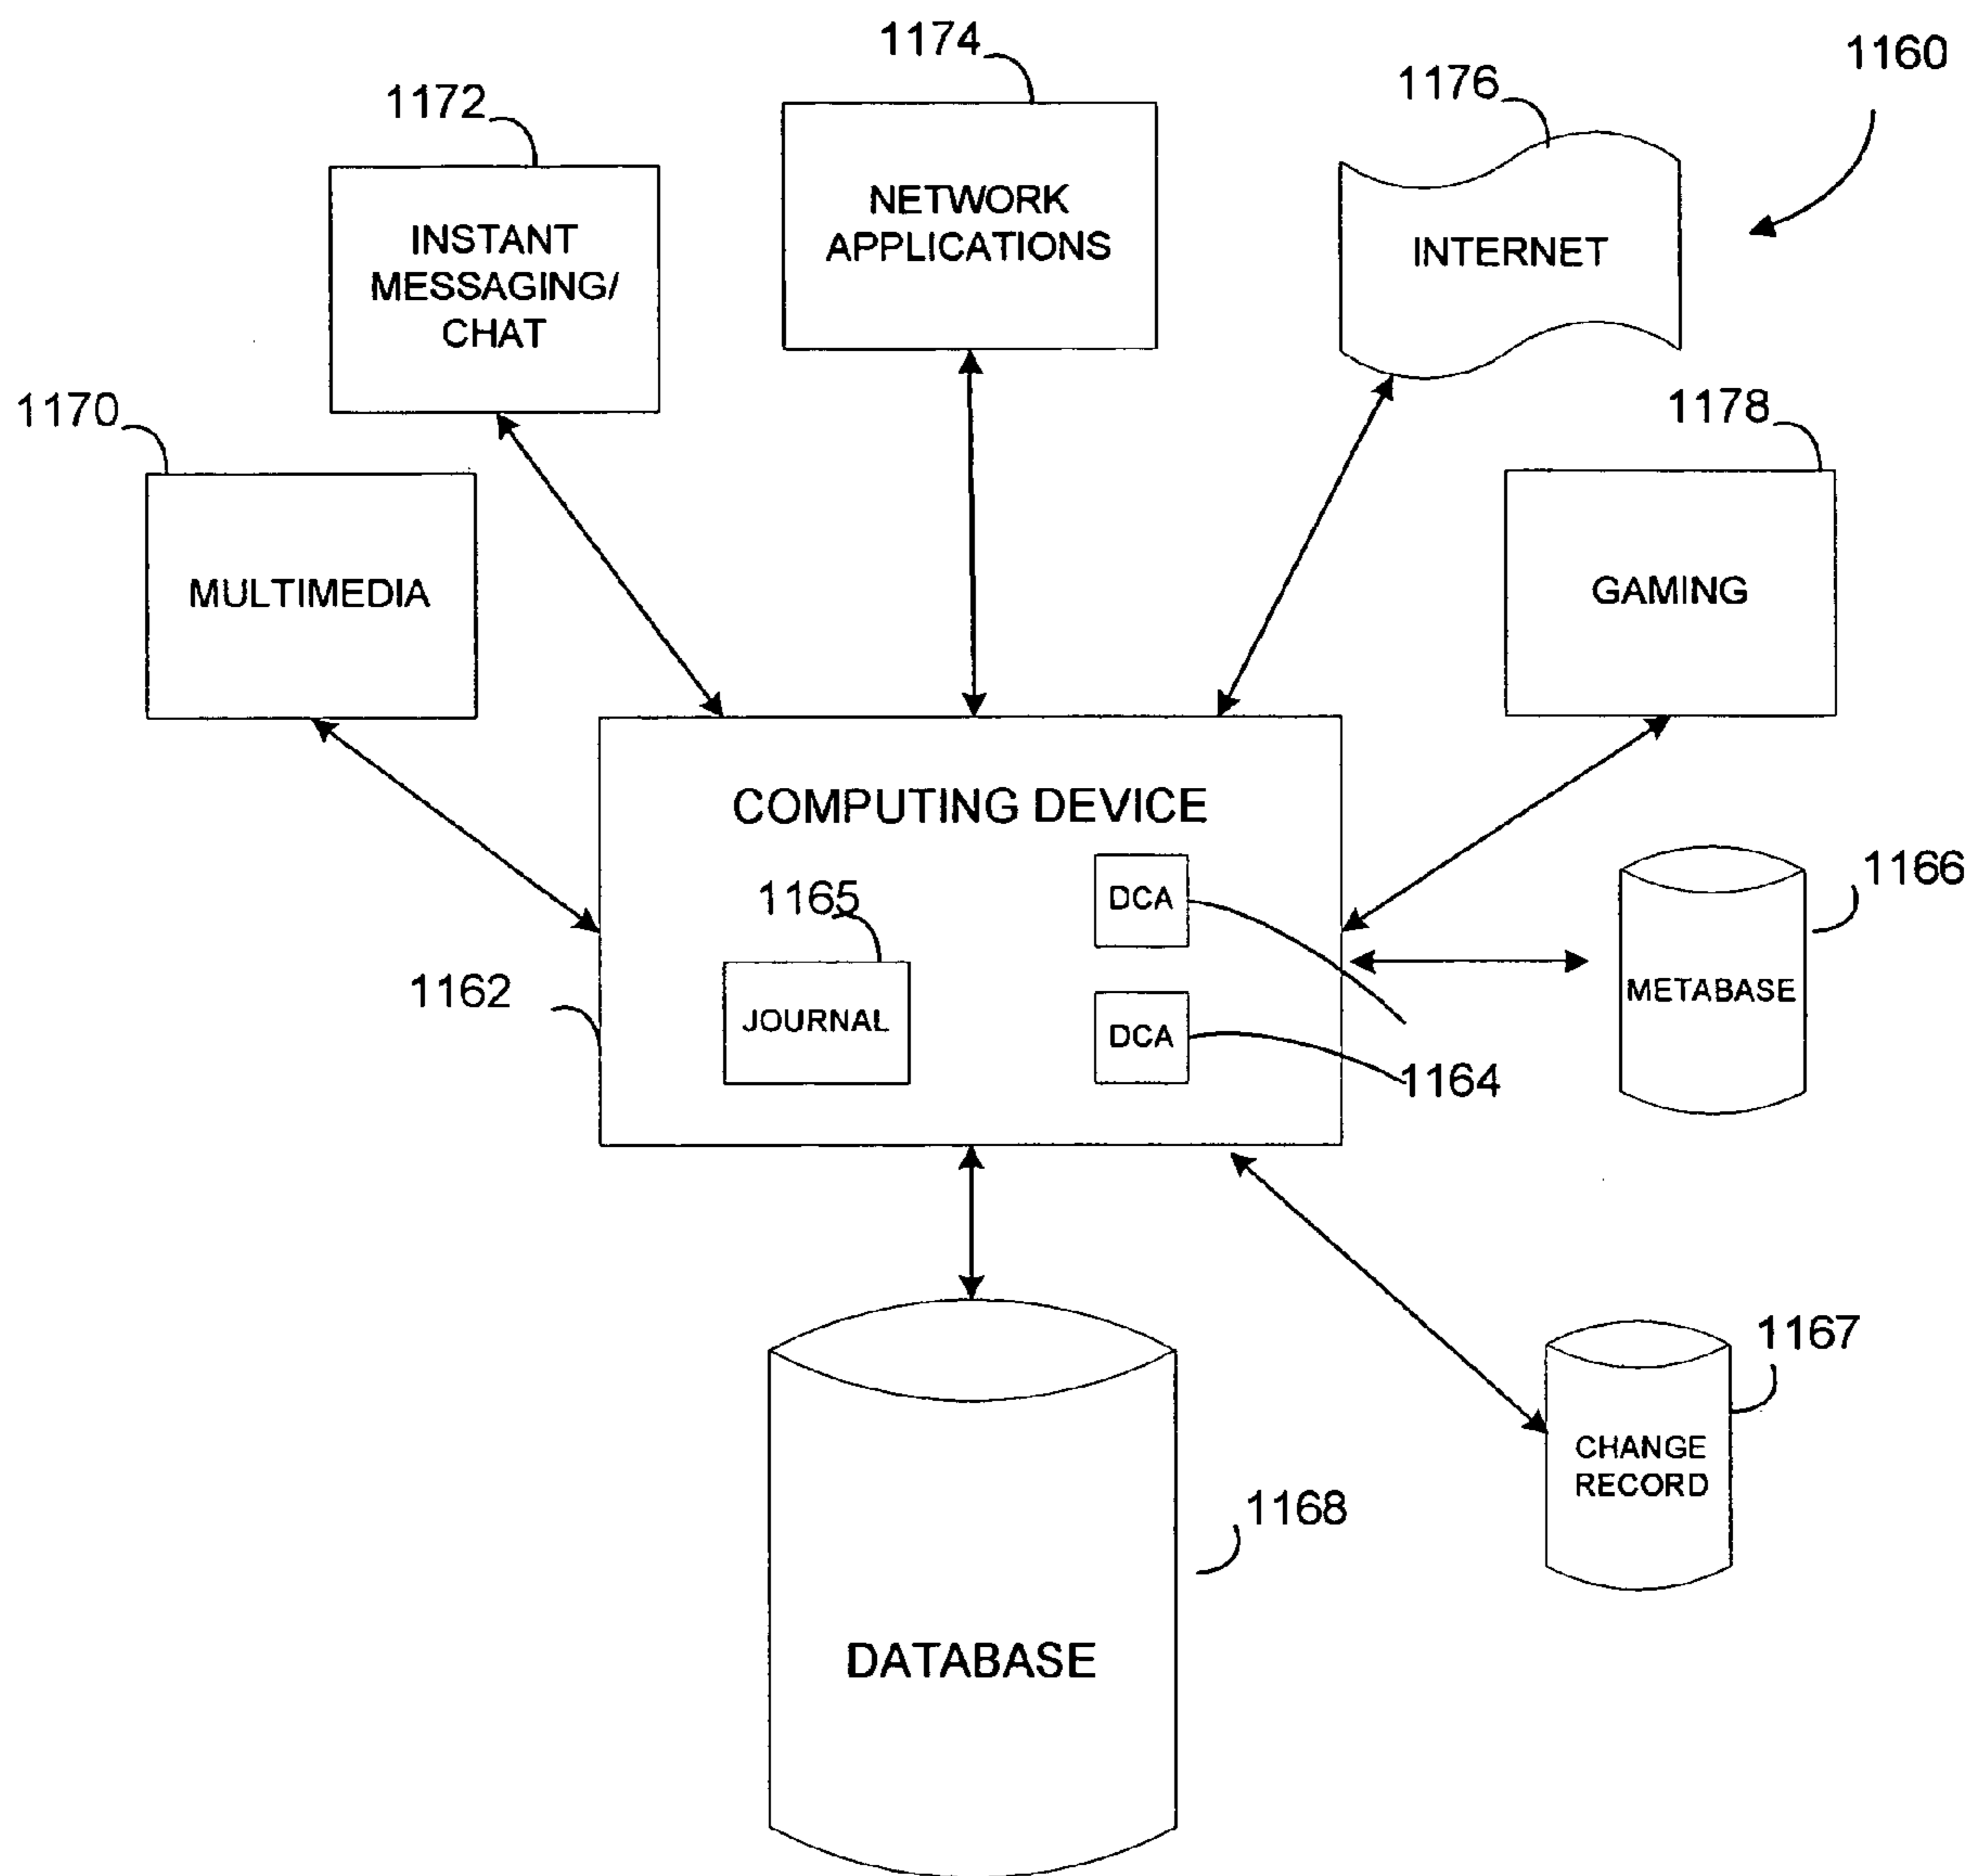 1174
1160
1176
1172
NETWORK
APPLICATIONS
INSTANT
MESSAGING/
CHAT
INTERNET
1170
1178
MULTIMEDIA
GAMING
COMPUTING DEVICE
1166
DCA
1165
1162
METABASE
JOURNAL
DCA
1164
1167
CHANGE
RECORD
1168
DATABASE